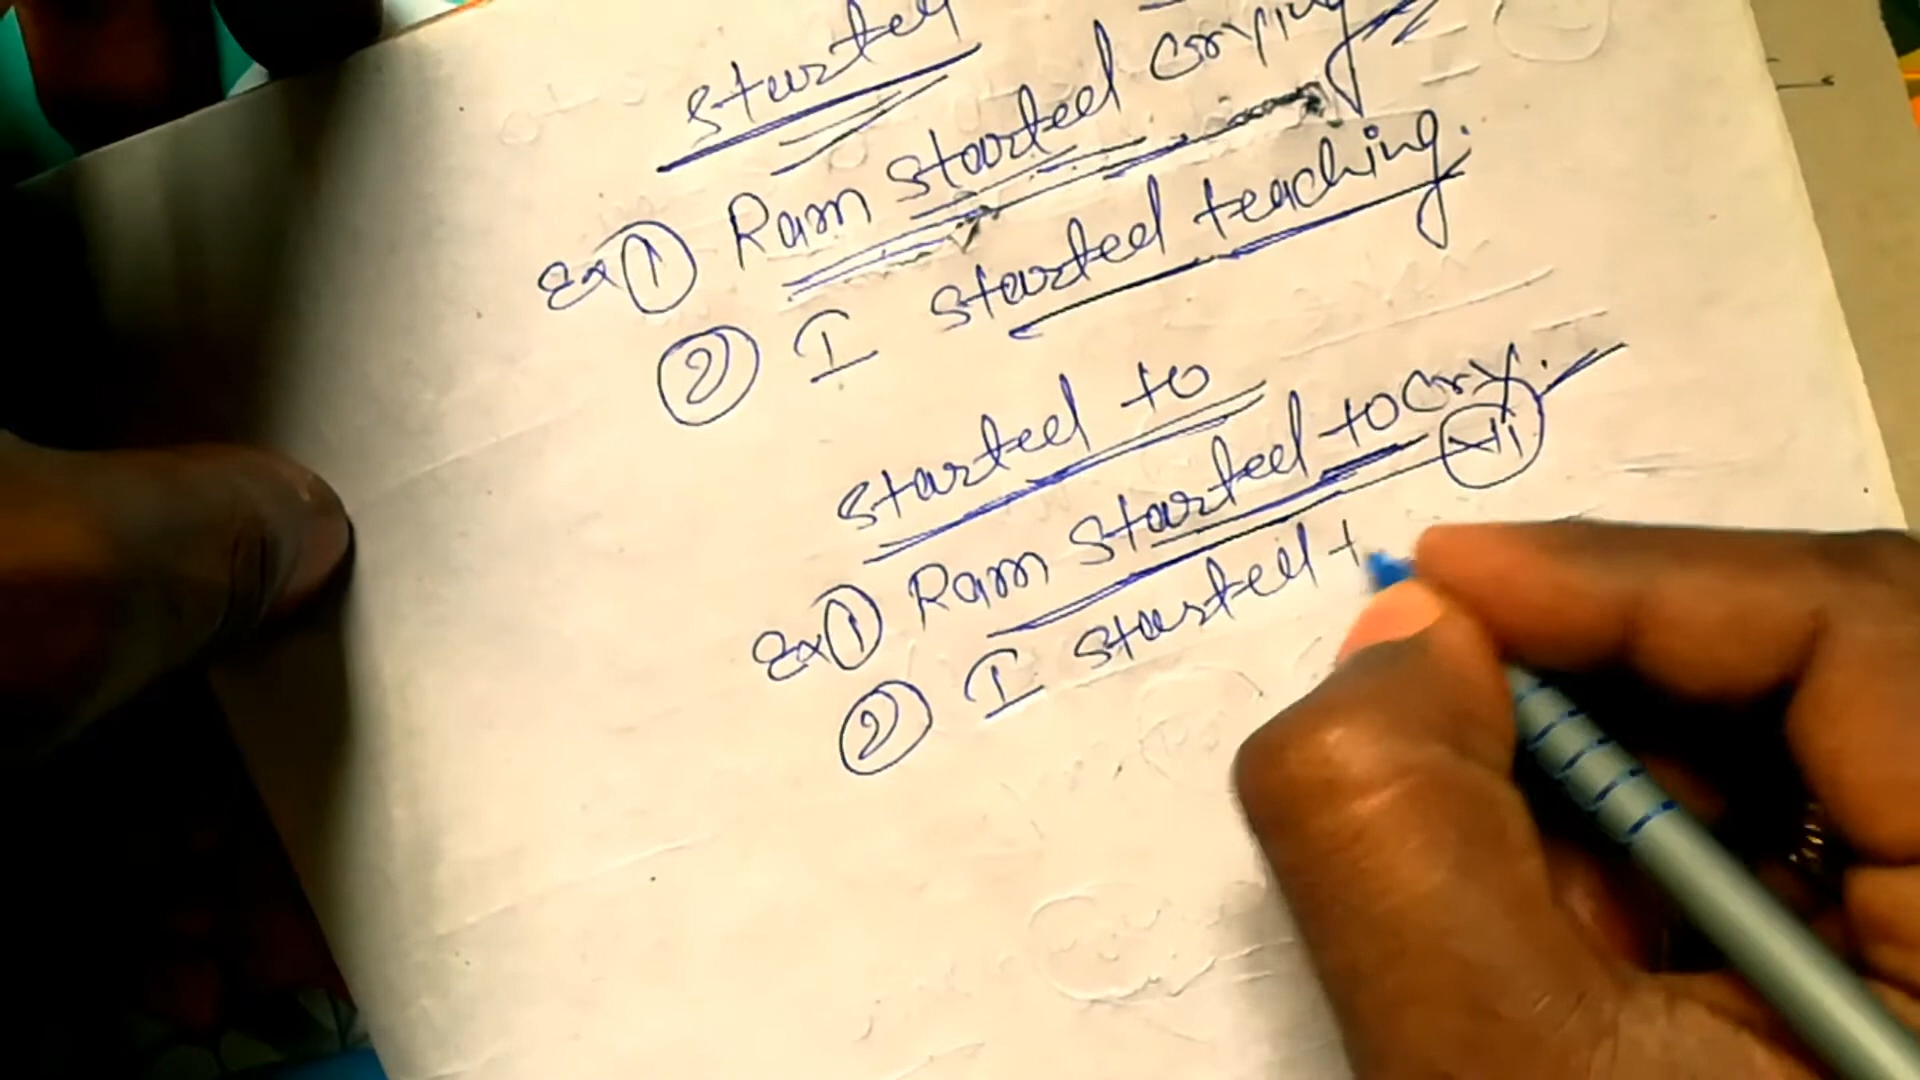 started
Ex ① Ram started crying
② I started teaching.
started to
Ex ① Ram started to cry.
V1
② I started t